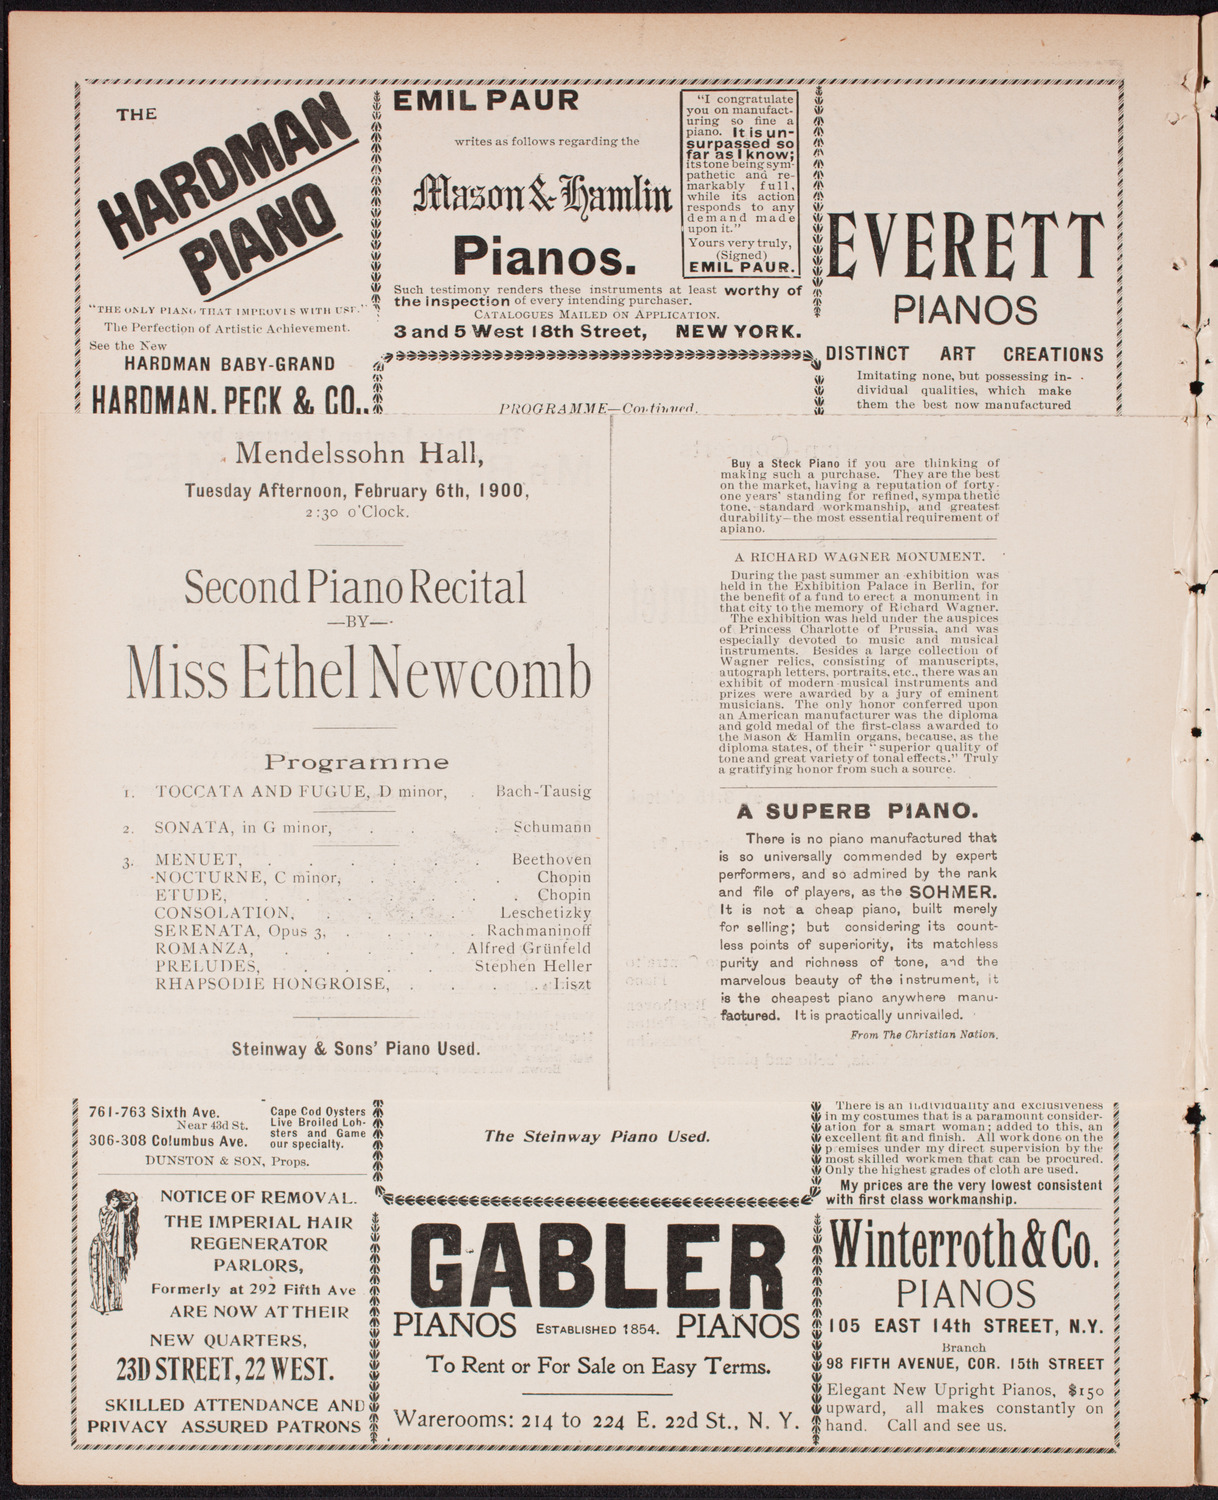 THE
HARDMAN
PIANO
"THE ONLY PIANO THAT IMPROVES WITH USE."
The Perfection of Artistic Achievement.
See the New
HARDMAN BABY-GRAND
HARDMAN, PECK & CO.,
EMIL PAUR
writes as follows regarding the
Mason & Hamlin
Pianos.
"I congratulate
you on manufact-
uring so fine a
piano. It is un-
surpassed so
far as I know;
its tone being sym-
pathetic and re-
markably full,
while its action
responds to any
demand made
upon it."
Yours very truly,
(Signed)
EMIL PAUR.
Such testimony renders these instruments at least worthy of
the inspection of every intending purchaser.
CATALOGUES MAILED ON APPLICATION.
3 and 5 West 18th Street, NEW YORK.
PROGRAMME—Continued.
EVERETT
PIANOS
DISTINCT ART CREATIONS
Imitating none, but possessing in-
dividual qualities, which make
them the best now manufactured
Mendelssohn Hall,
Tuesday Afternoon, February 6th, 1900,
2:30 o'Clock.
Second Piano Recital
—BY—
Miss Ethel Newcomb
Programme
1. TOCCATA AND FUGUE, D minor, . Bach-Tausig
2. SONATA, in G minor, . . . . Schumann
3. MENUET, . . . . . . Beethoven
NOCTURNE, C minor, . . . . Chopin
ETUDE, . . . . . . Chopin
CONSOLATION, . . . . . Leschetizky
SERENATA, Opus 3, . . . . Rachmaninoff
ROMANZA, . . . . . Alfred Grünfeld
PRELUDES, . . . . . Stephen Heller
RHAPSODIE HONGROISE, . . . . Liszt
Steinway & Sons' Piano Used.
Buy a Steck Piano if you are thinking of
making such a purchase. They are the best
on the market, having a reputation of forty-
one years' standing for refined, sympathetic
tone, standard workmanship, and greatest
durability—the most essential requirement of
a piano.
A RICHARD WAGNER MONUMENT.
During the past summer an exhibition was
held in the Exhibition Palace in Berlin, for
the benefit of a fund to erect a monument in
that city to the memory of Richard Wagner.
The exhibition was held under the auspices
of Princess Charlotte of Prussia, and was
especially devoted to music and musical
instruments. Besides a large collection of
Wagner relics, consisting of manuscripts,
autograph letters, portraits, etc., there was an
exhibit of modern musical instruments and
prizes were awarded by a jury of eminent
musicians. The only honor conferred upon
an American manufacturer was the diploma
and gold medal of the first-class awarded to
the Mason & Hamlin organs, because, as the
diploma states, of their "superior quality of
tone and great variety of tonal effects." Truly
a gratifying honor from such a source.
A SUPERB PIANO.
There is no piano manufactured that
is so universally commended by expert
performers, and so admired by the rank
and file of players, as the SOHMER.
It is not a cheap piano, built merely
for selling; but considering its count-
less points of superiority, its matchless
purity and richness of tone, and the
marvelous beauty of the instrument, it
is the cheapest piano anywhere manu-
factured. It is practically unrivalled.
From The Christian Nation.
761-763 Sixth Ave.
Near 43d St.
306-308 Columbus Ave.
Cape Cod Oysters
Live Broiled Lob-
sters and Game
our specialty.
DUNSTON & SON, Props.
NOTICE OF REMOVAL.
THE IMPERIAL HAIR
REGENERATOR
PARLORS,
Formerly at 292 Fifth Ave
ARE NOW AT THEIR
NEW QUARTERS,
23D STREET, 22 WEST.
SKILLED ATTENDANCE AND
PRIVACY ASSURED PATRONS
The Steinway Piano Used.
GABLER
PIANOS ESTABLISHED 1854. PIANOS
To Rent or For Sale on Easy Terms.
Warerooms: 214 to 224 E. 22d St., N. Y.
There is an individuality and exclusiveness
in my costumes that is a paramount consider-
ation for a smart woman; added to this, an
excellent fit and finish. All work done on the
premises under my direct supervision by the
most skilled workmen that can be procured.
Only the highest grades of cloth are used.
My prices are the very lowest consistent
with first class workmanship.
Winterroth & Co.
PIANOS
105 EAST 14th STREET, N.Y.
Branch
98 FIFTH AVENUE, COR. 15th STREET
Elegant New Upright Pianos, $150
upward, all makes constantly on
hand. Call and see us.